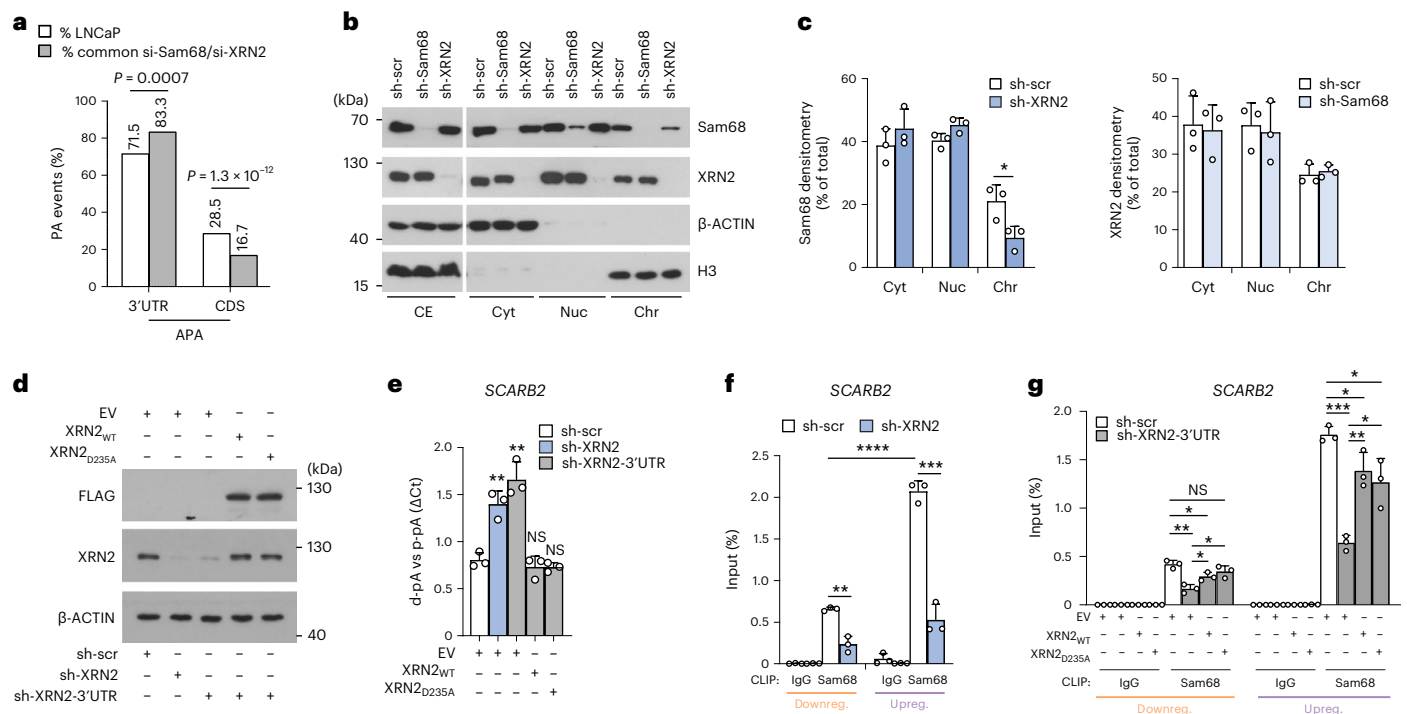 a
% LNCaP
% common si-Sam68/si-XRN2
P = 0.0007
P = 1.3 × 10⁻¹²
71.5
83.3
28.5
16.7
PA events (%)
100
80
60
40
20
0
3′UTR CDS
APA
b
sh-scr sh-Sam68 sh-XRN2 sh-scr sh-Sam68 sh-XRN2 sh-scr sh-Sam68 sh-XRN2 sh-scr sh-Sam68 sh-XRN2
(kDa)
70
Sam68
130
XRN2
β-ACTIN
40
H3
15
CE Cyt Nuc Chr
c
sh-scr
sh-XRN2
Sam68 densitometry
(% of total)
60
40
20
0
*
Cyt Nuc Chr
sh-scr
sh-Sam68
XRN2 densitometry
(% of total)
50
40
30
20
10
0
Cyt Nuc Chr
d
EV + + + – –
XRN2WT – – – + –
XRN2D235A – – – – +
(kDa)
FLAG
130
XRN2
130
β-ACTIN
40
sh-scr + – – – –
sh-XRN2 – + – – –
sh-XRN2-3′UTR – – + + +
e
SCARB2
sh-scr
sh-XRN2
sh-XRN2-3′UTR
d-pA vs p-pA (ΔCt)
2.0
1.5
1.0
0.5
0
** ** NS NS
EV + + + – –
XRN2WT – – – + –
XRN2D235A – – – – +
f
SCARB2
sh-scr sh-XRN2
Input (%)
2.5
2.0
1.5
1.0
0.5
0
****
***
**
CLIP: IgG Sam68 IgG Sam68
Downreg. Upreg.
g
SCARB2
sh-scr
sh-XRN2-3′UTR
Input (%)
2.0
1.5
1.0
0.5
0
NS
*
**
*
*
*
*
***
*
**
EV + + – – + + – – + + – – + + – –
XRN2WT – – + – – – + – – – + – – – + –
XRN2D235A – – – + – – – + – – – + – – – +
CLIP: IgG Sam68 IgG Sam68
Downreg. Upreg.